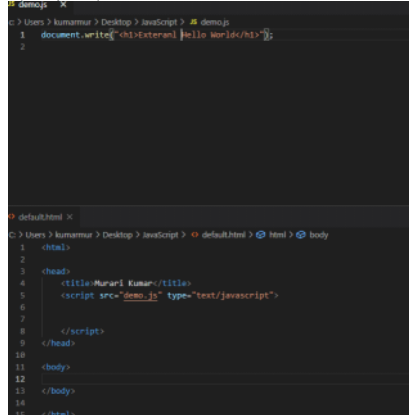 JS demo.js ×
C: > Users > kumarmur > Desktop > JavaScript > JS demo.js
1 document.write("<h1>Exteranl Hello World</h1>");
2
default.html ×
C: > Users > kumarmur > Desktop > JavaScript > default.html > html > body
1 <html>
2
3 <head>
4 <title>Murari Kumar</title>
5 <script src="demo.js" type="text/javascript">
6
7
8 </script>
9 </head>
10
11 <body>
12
13 </body>
14
15 </html>